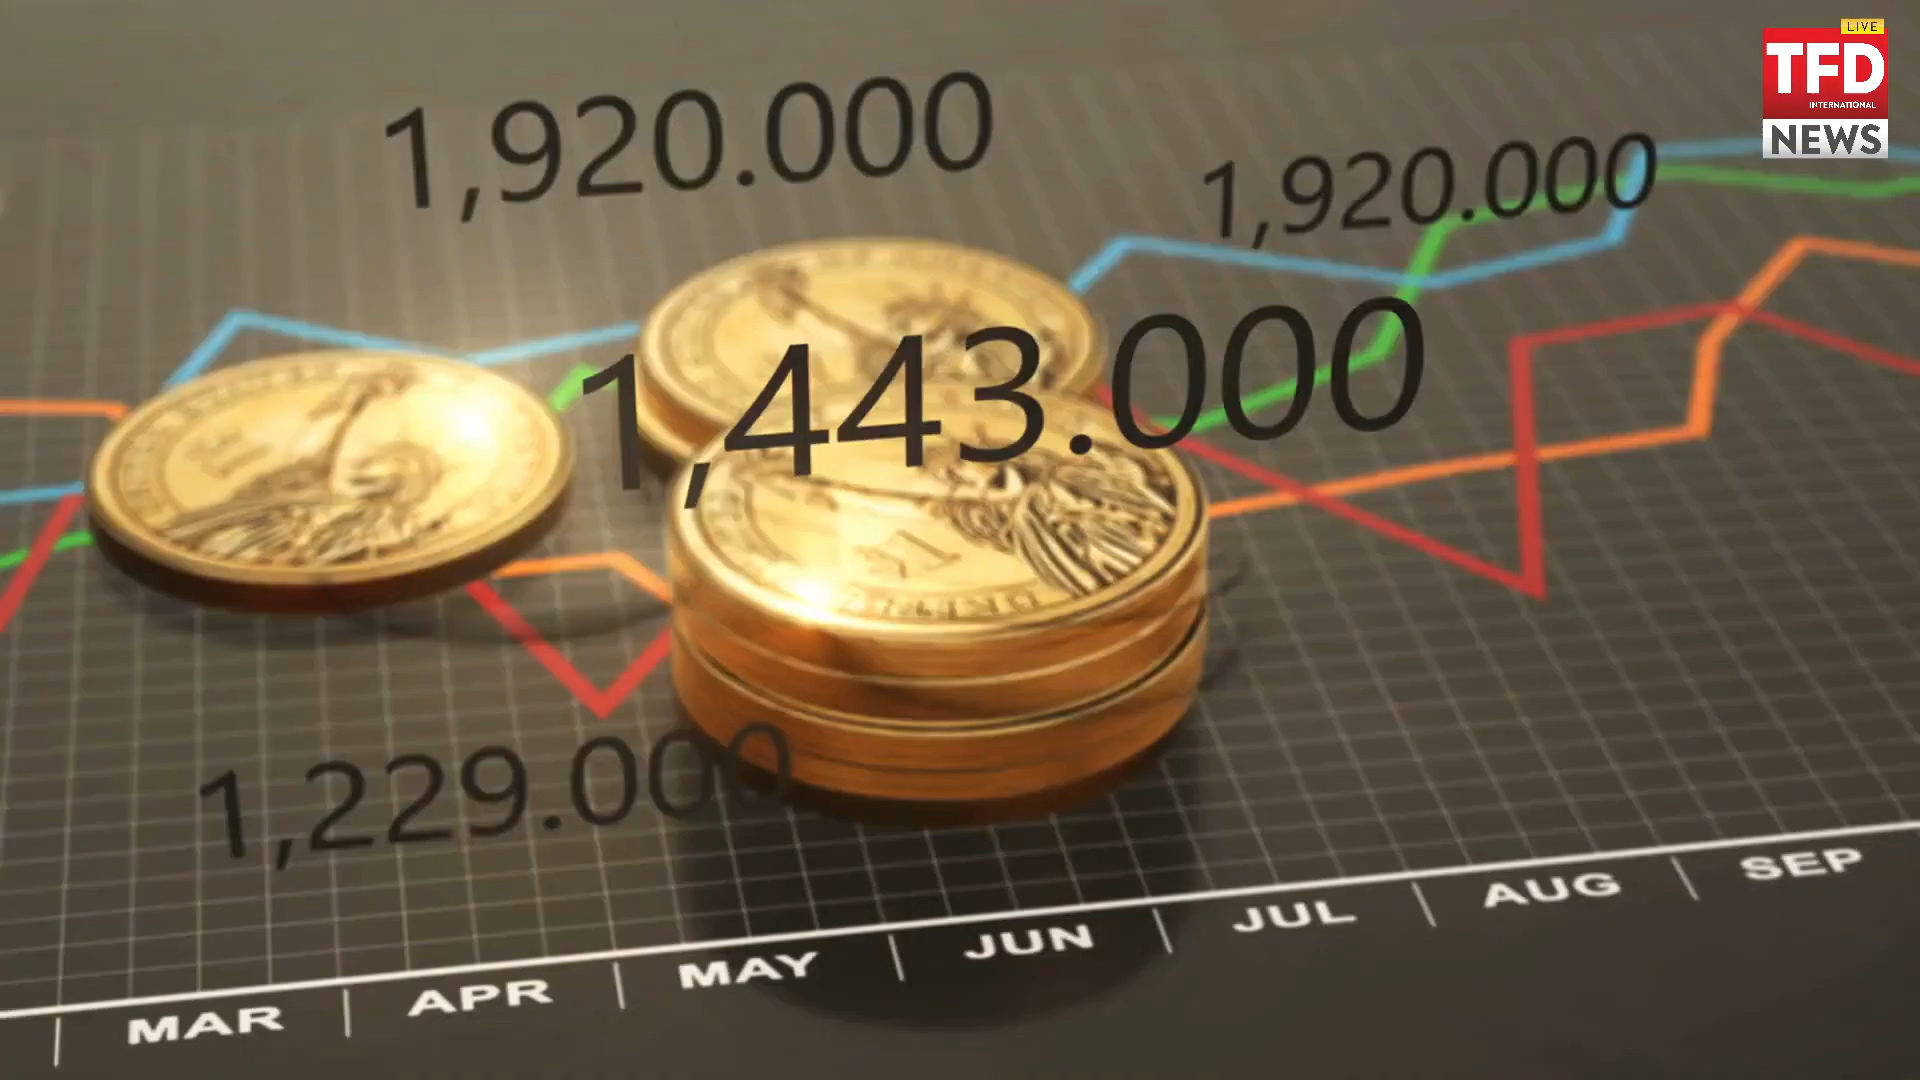 LIVE
TFD
INTERNATIONAL
NEWS
1,920.000
1,920.000
1,443.000
$1
1,229.000
MAR
APR
MAY
JUN
JUL
AUG
SEP